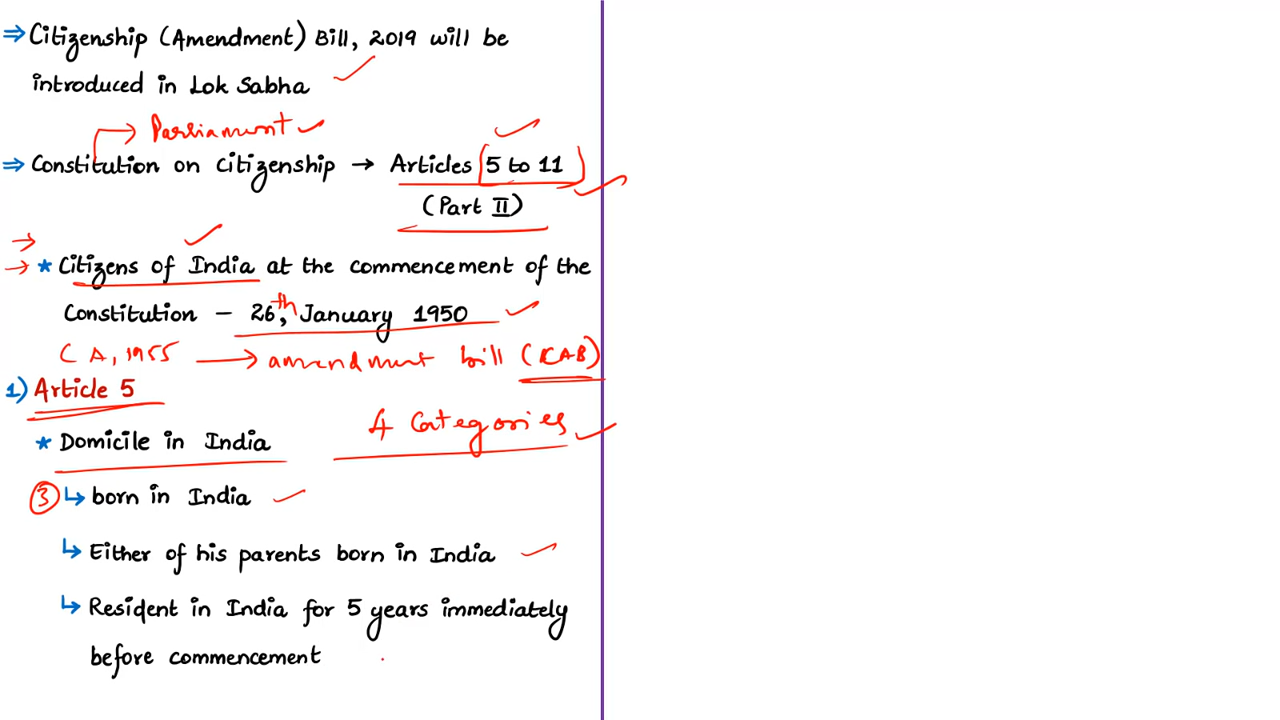 ⇒ Citizenship (Amendment) Bill, 2019 will be
introduced in Lok Sabha
→ Parliament
⇒ Constitution on Citizenship → Articles (5 to 11)
(Part II)
→
→ * Citizens of India at the commencement of the
Constitution – 26th, January 1950
CA, 1955 → amendment bill (CAB)
1) Article 5
4 Categories
* Domicile in India
③ ↳ born in India
↳ Either of his parents born in India
↳ Resident in India for 5 years immediately
before commencement